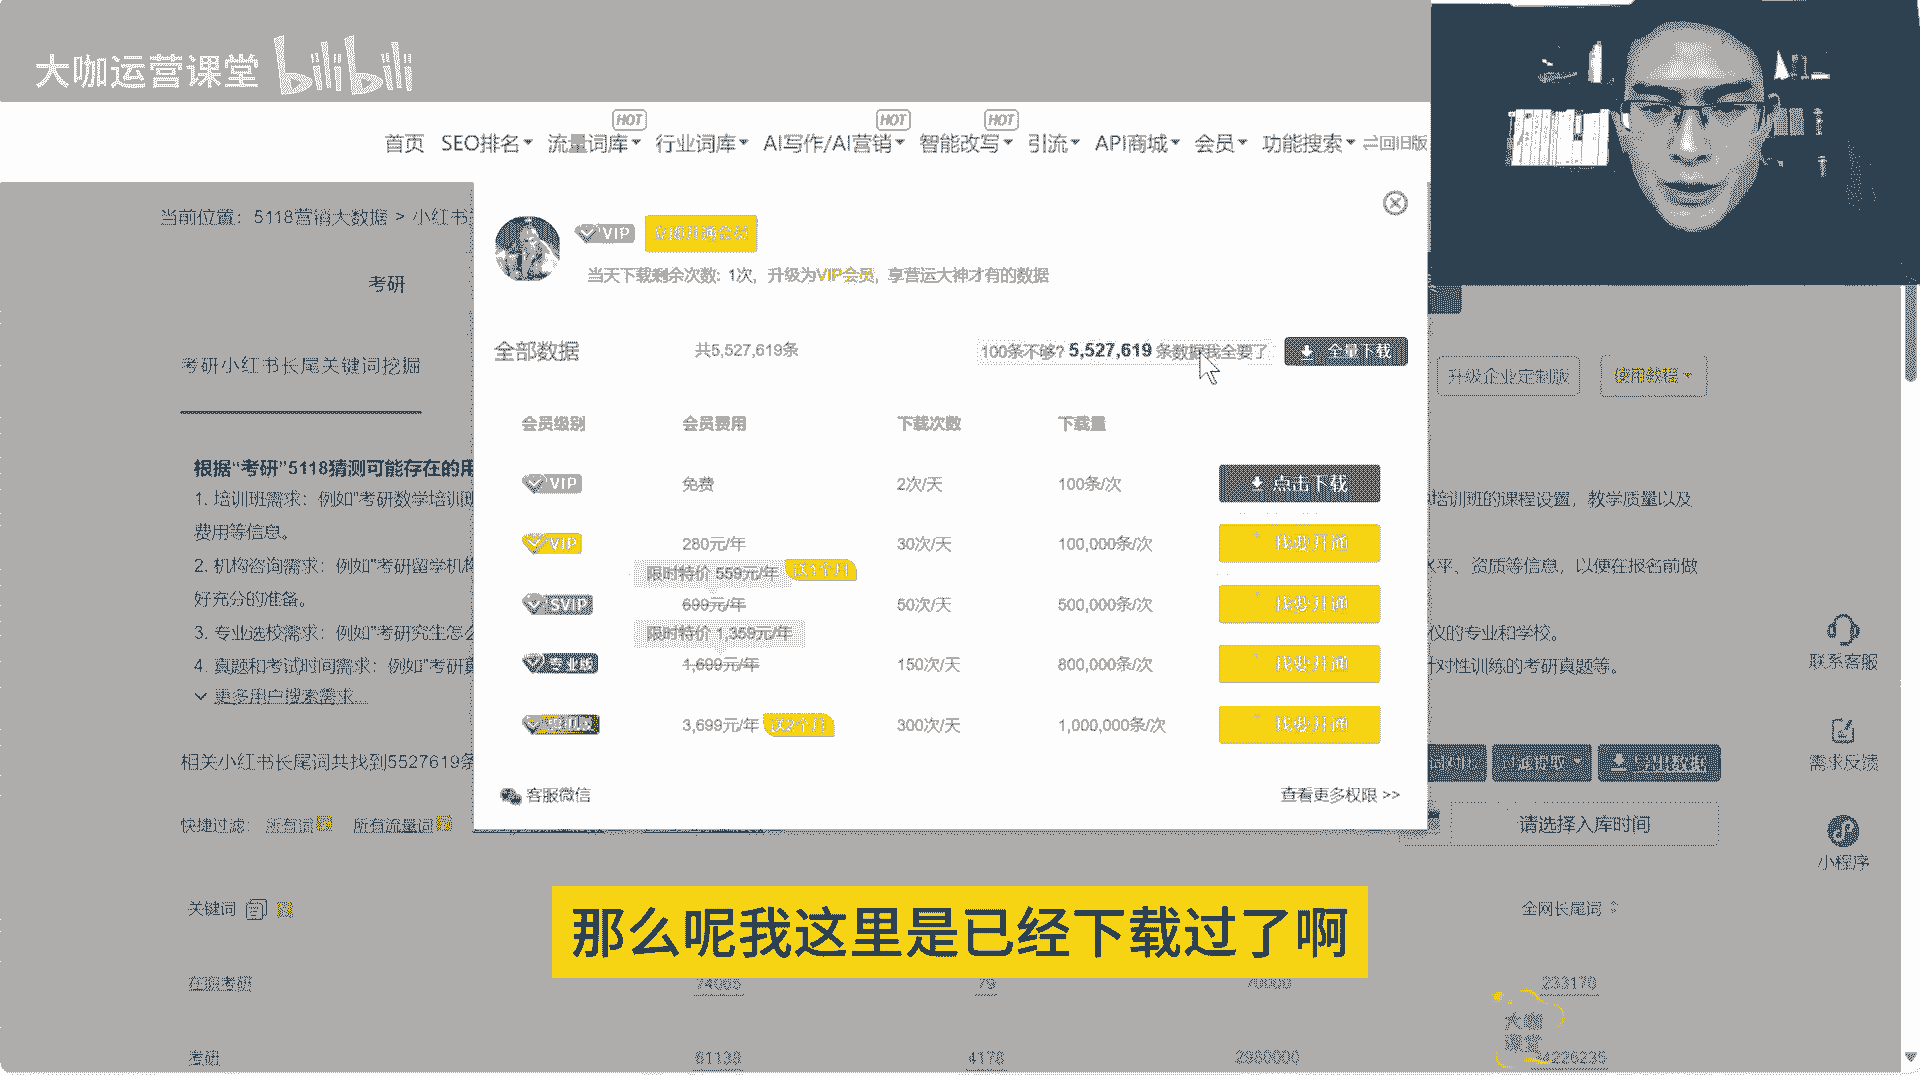 大咖运营课堂 bilibili
HOT HOT HOT
首页 SEO排名 流量词库 行业词库 AI写作/AI营销 智能改写 引流 API商城 会员 功能搜索 回旧版
当前位置: 5118营销大数据 > 小红书
VIP 立即开通会员
当天下载剩余次数: 1次, 升级为VIP会员, 享营运大神才有的数据
考研
全部数据 共5,527,619条 100条不够? 5,527,619 条数据我全要了 全量下载
考研小红书长尾关键词挖掘
升级企业定制版 使用教程
会员级别 会员费用 下载次数 下载量
根据“考研”5118猜测可能存在的用
VIP 免费 2次/天 100条/次 点击下载
1. 培训班需求: 例如“考研数学培训班
培训班的课程设置, 教学质量以及
费用等信息。
VIP 280元/年 30次/天 100,000条/次 我要开通
2. 机构咨询需求: 例如“考研留学机构
水平、资质等信息, 以便在报名前做
限时特价 559元/年 送1个月
好充分的准备。
SVIP 699元/年 50次/天 500,000条/次 我要开通
3. 专业选校需求: 例如“考研究生怎么
仪的专业和学校。
限时特价 1,359元/年
专业版 1,699元/年 150次/天 800,000条/次 我要开通
4. 真题和考试时间需求: 例如“考研真
针对性训练的考研真题等。
更多用户搜索需求...
3,699元/年 送2个月 300次/天 1,000,000条/次 我要开通
联系客服
相关小红书长尾词共找到5527619条
导出数据
需求反馈
客服微信 查看更多权限 >>
快捷过滤: 所有词 所有流量词
请选择入库时间
小程序
关键词 全网长尾词
那么呢我这里是已经下载过了啊
在职考研 74065 79 70000 233170
大咖
课堂
考研 61138 4178 2980000 4226235